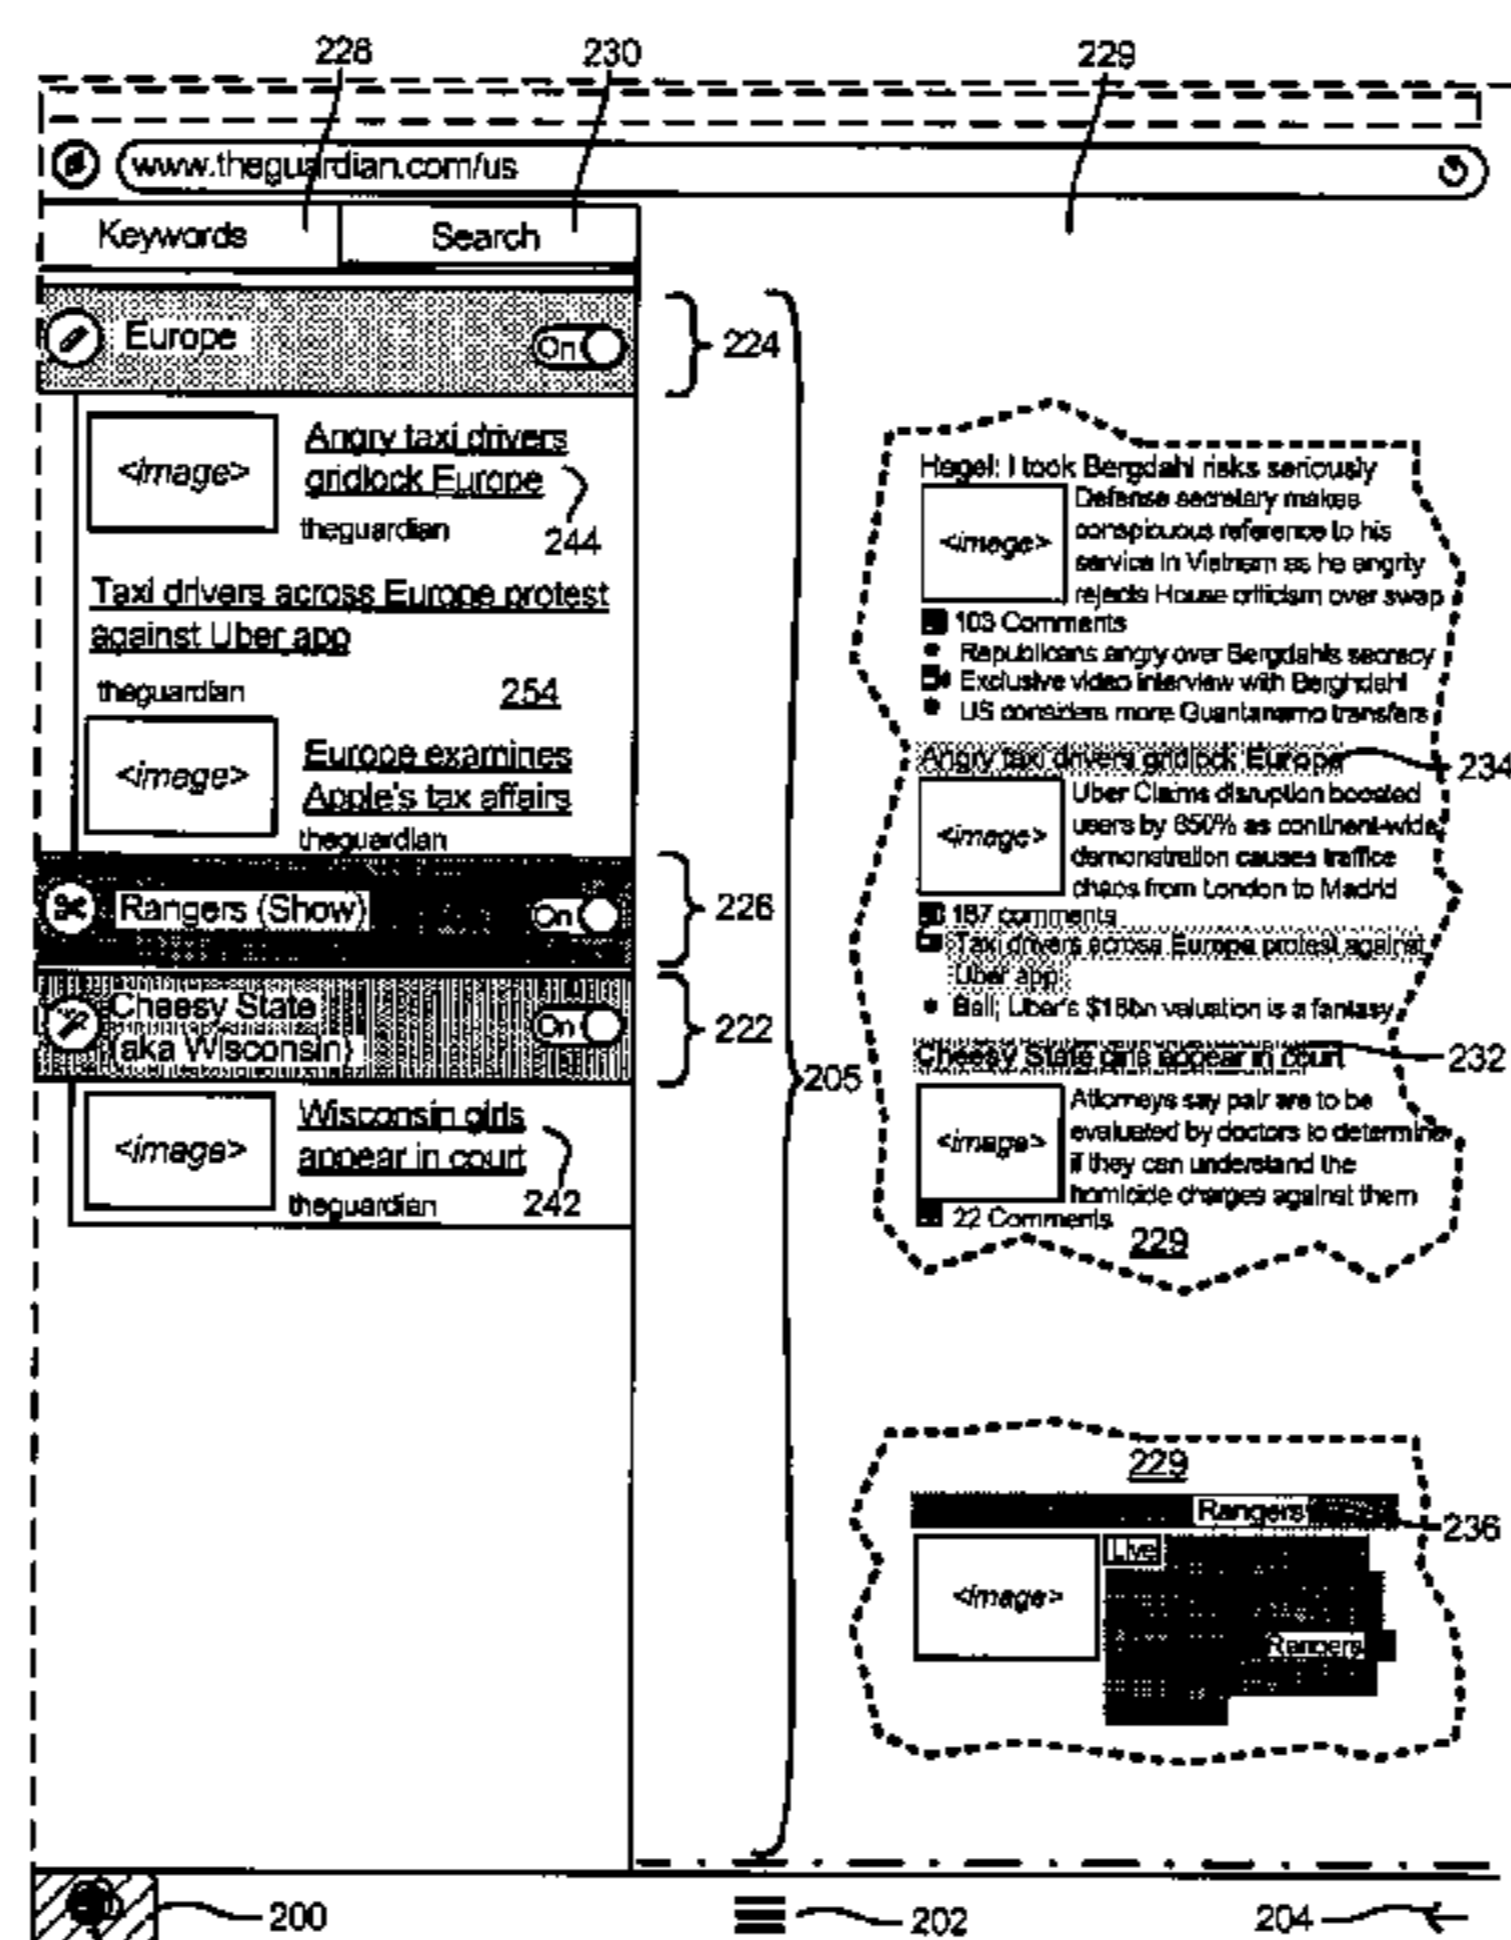 228 230 229
www.theguardian.com/us
Keywords Search
Europe On
224
Angry taxi drivers
gridlock Europe
theguardian
244
Taxi drivers across Europe protest
against Uber app
theguardian
254
Europe examines
Apple's tax affairs
theguardian
Rangers (Show) On
226
Cheesy State
(aka Wisconsin)
On
222
205
Wisconsin girls
appear in court
theguardian
242
Hagel: I took Bergdahl risks seriously
Defense secretary makes
conspicuous reference to his
service in Vietnam as he angrily
rejects House criticism over swap
<image>
103 Comments
Republicans angry over Bergdahls secrecy
Exclusive video interview with Berghdahl
US considers more Guantanamo transfers
Angry taxi drivers gridlock Europe
234
Uber Claims disruption boosted
users by 850% as continent-wide
demonstration causes traffice
chaos from London to Madrid
<image>
187 comments
Taxi drivers across Europe protest against
Uber app
Bell; Uber's $18bn valuation is a fantasy
Cheesy State girls appear in court
232
Attorneys say pair are to be
evaluated by doctors to determine
if they can understand the
homicide charges against them
<image>
22 Comments
229
229
Rangers
236
Live
<image>
Rangers
<image>
<image>
<image>
200
202
204